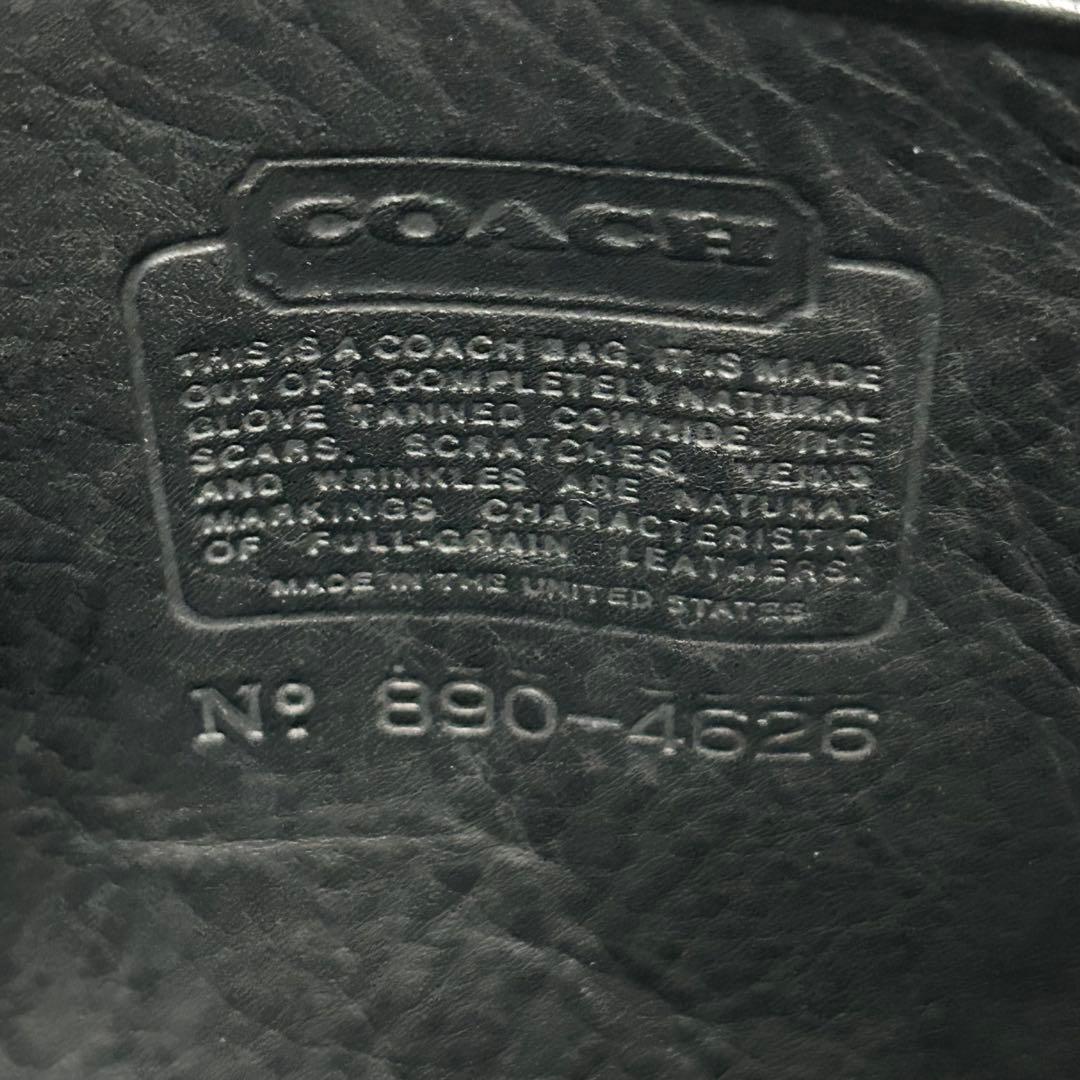 COACH
THIS IS A COACH BAG. IT IS MADE
OUT OF A COMPLETELY NATURAL
GLOVE TANNED COWHIDE. THE
SCARS, SCRATCHES, VEINS
AND WRINKLES ARE NATURAL
MARKINGS CHARACTERISTIC
OF FULL-GRAIN LEATHERS.
MADE IN THE UNITED STATES
Nº 890-4626